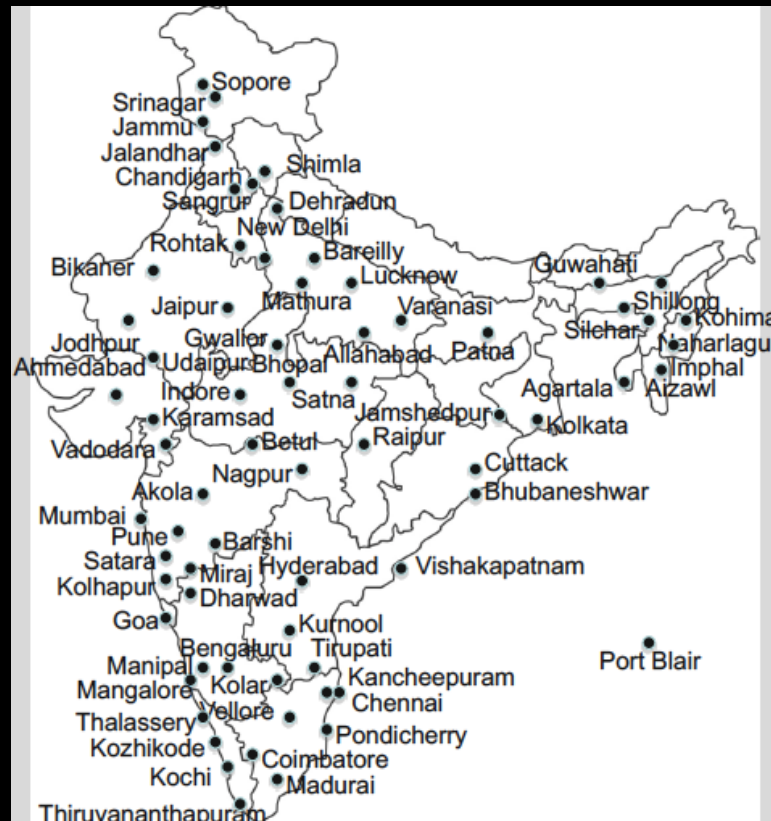 Sopore
Srinagar
Jammu
Jalandhar
Shimla
Chandigarh
Sangrur
Dehradun
New Delhi
Rohtak
Bareilly
Bikaner
Lucknow
Guwahati
Mathura
Jaipur
Varanasi
Shillong
Kohima
Silchar
Jodhpur
Gwalior
Allahabad
Patna
Naharlagu
Ahmedabad
Udaipur
Bhopal
Imphal
Indore
Satna
Agartala
Aizawl
Karamsad
Jamshedpur
Kolkata
Vadodara
Betul
Raipur
Nagpur
Cuttack
Akola
Bhubaneshwar
Mumbai
Pune
Barshi
Satara
Miraj
Hyderabad
Vishakapatnam
Kolhapur
Dharwad
Goa
Kurnool
Bengaluru
Tirupati
Port Blair
Manipal
Mangalore
Kolar
Kancheepuram
Chennai
Vellore
Thalassery
Pondicherry
Kozhikode
Coimbatore
Kochi
Madurai
Thiruvananthapuram